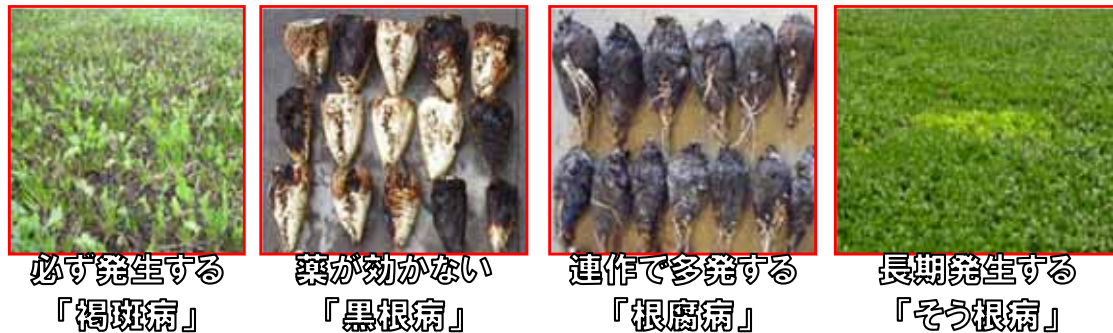 必ず発生する
「褐斑病」
薬が効かない
「黒根病」
連作で多発する
「根腐病」
長期発生する
「そう根病」